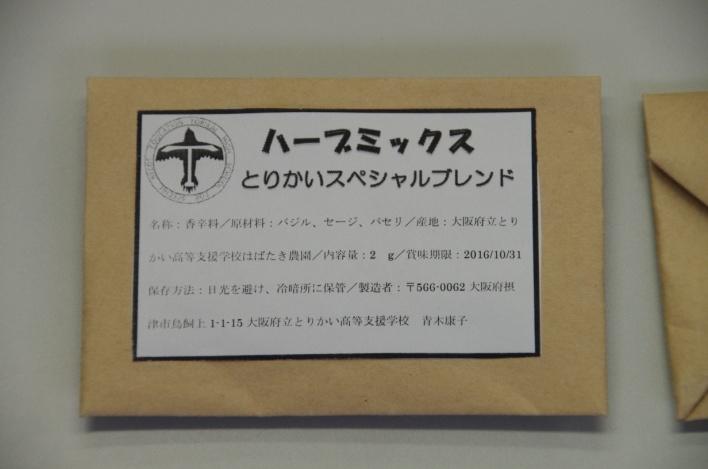 ハーブミックス
とりかいスペシャルブレンド
名称：香辛料／原材料：バジル、セージ、パセリ／産地：大阪府立とり
かい高等支援学校はばたき農園／内容量：2 g／賞味期限：2016/10/31
保存方法：日光を避け、冷暗所に保管／製造者：〒566-0062 大阪府摂
津市鳥飼上 1-1-15 大阪府立とりかい高等支援学校 青木康子